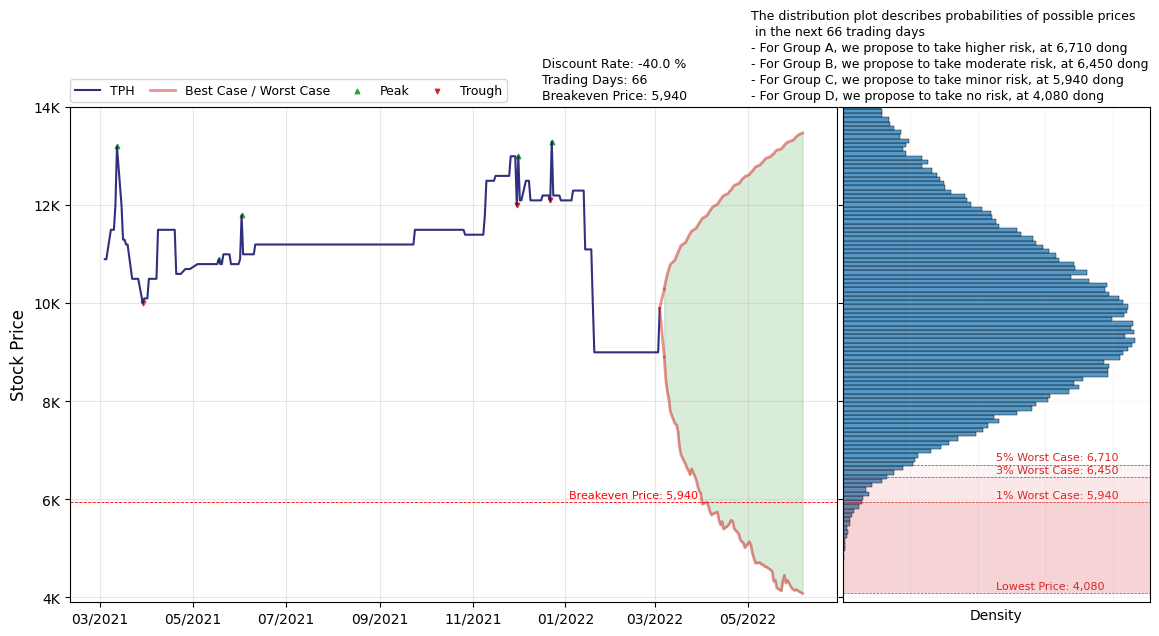 The distribution plot describes probabilities of possible prices
in the next 66 trading days
- For Group A, we propose to take higher risk, at 6,710 dong
- For Group B, we propose to take moderate risk, at 6,450 dong
- For Group C, we propose to take minor risk, at 5,940 dong
- For Group D, we propose to take no risk, at 4,080 dong
Discount Rate: -40.0 %
Trading Days: 66
Breakeven Price: 5,940
TPH
Best Case / Worst Case
Peak
Trough
Stock Price
14K
12K
10K
8K
6K
4K
Breakeven Price: 5,940
03/2021
05/2021
07/2021
09/2021
11/2021
01/2022
03/2022
05/2022
5% Worst Case: 6,710
3% Worst Case: 6,450
1% Worst Case: 5,940
Lowest Price: 4,080
Density